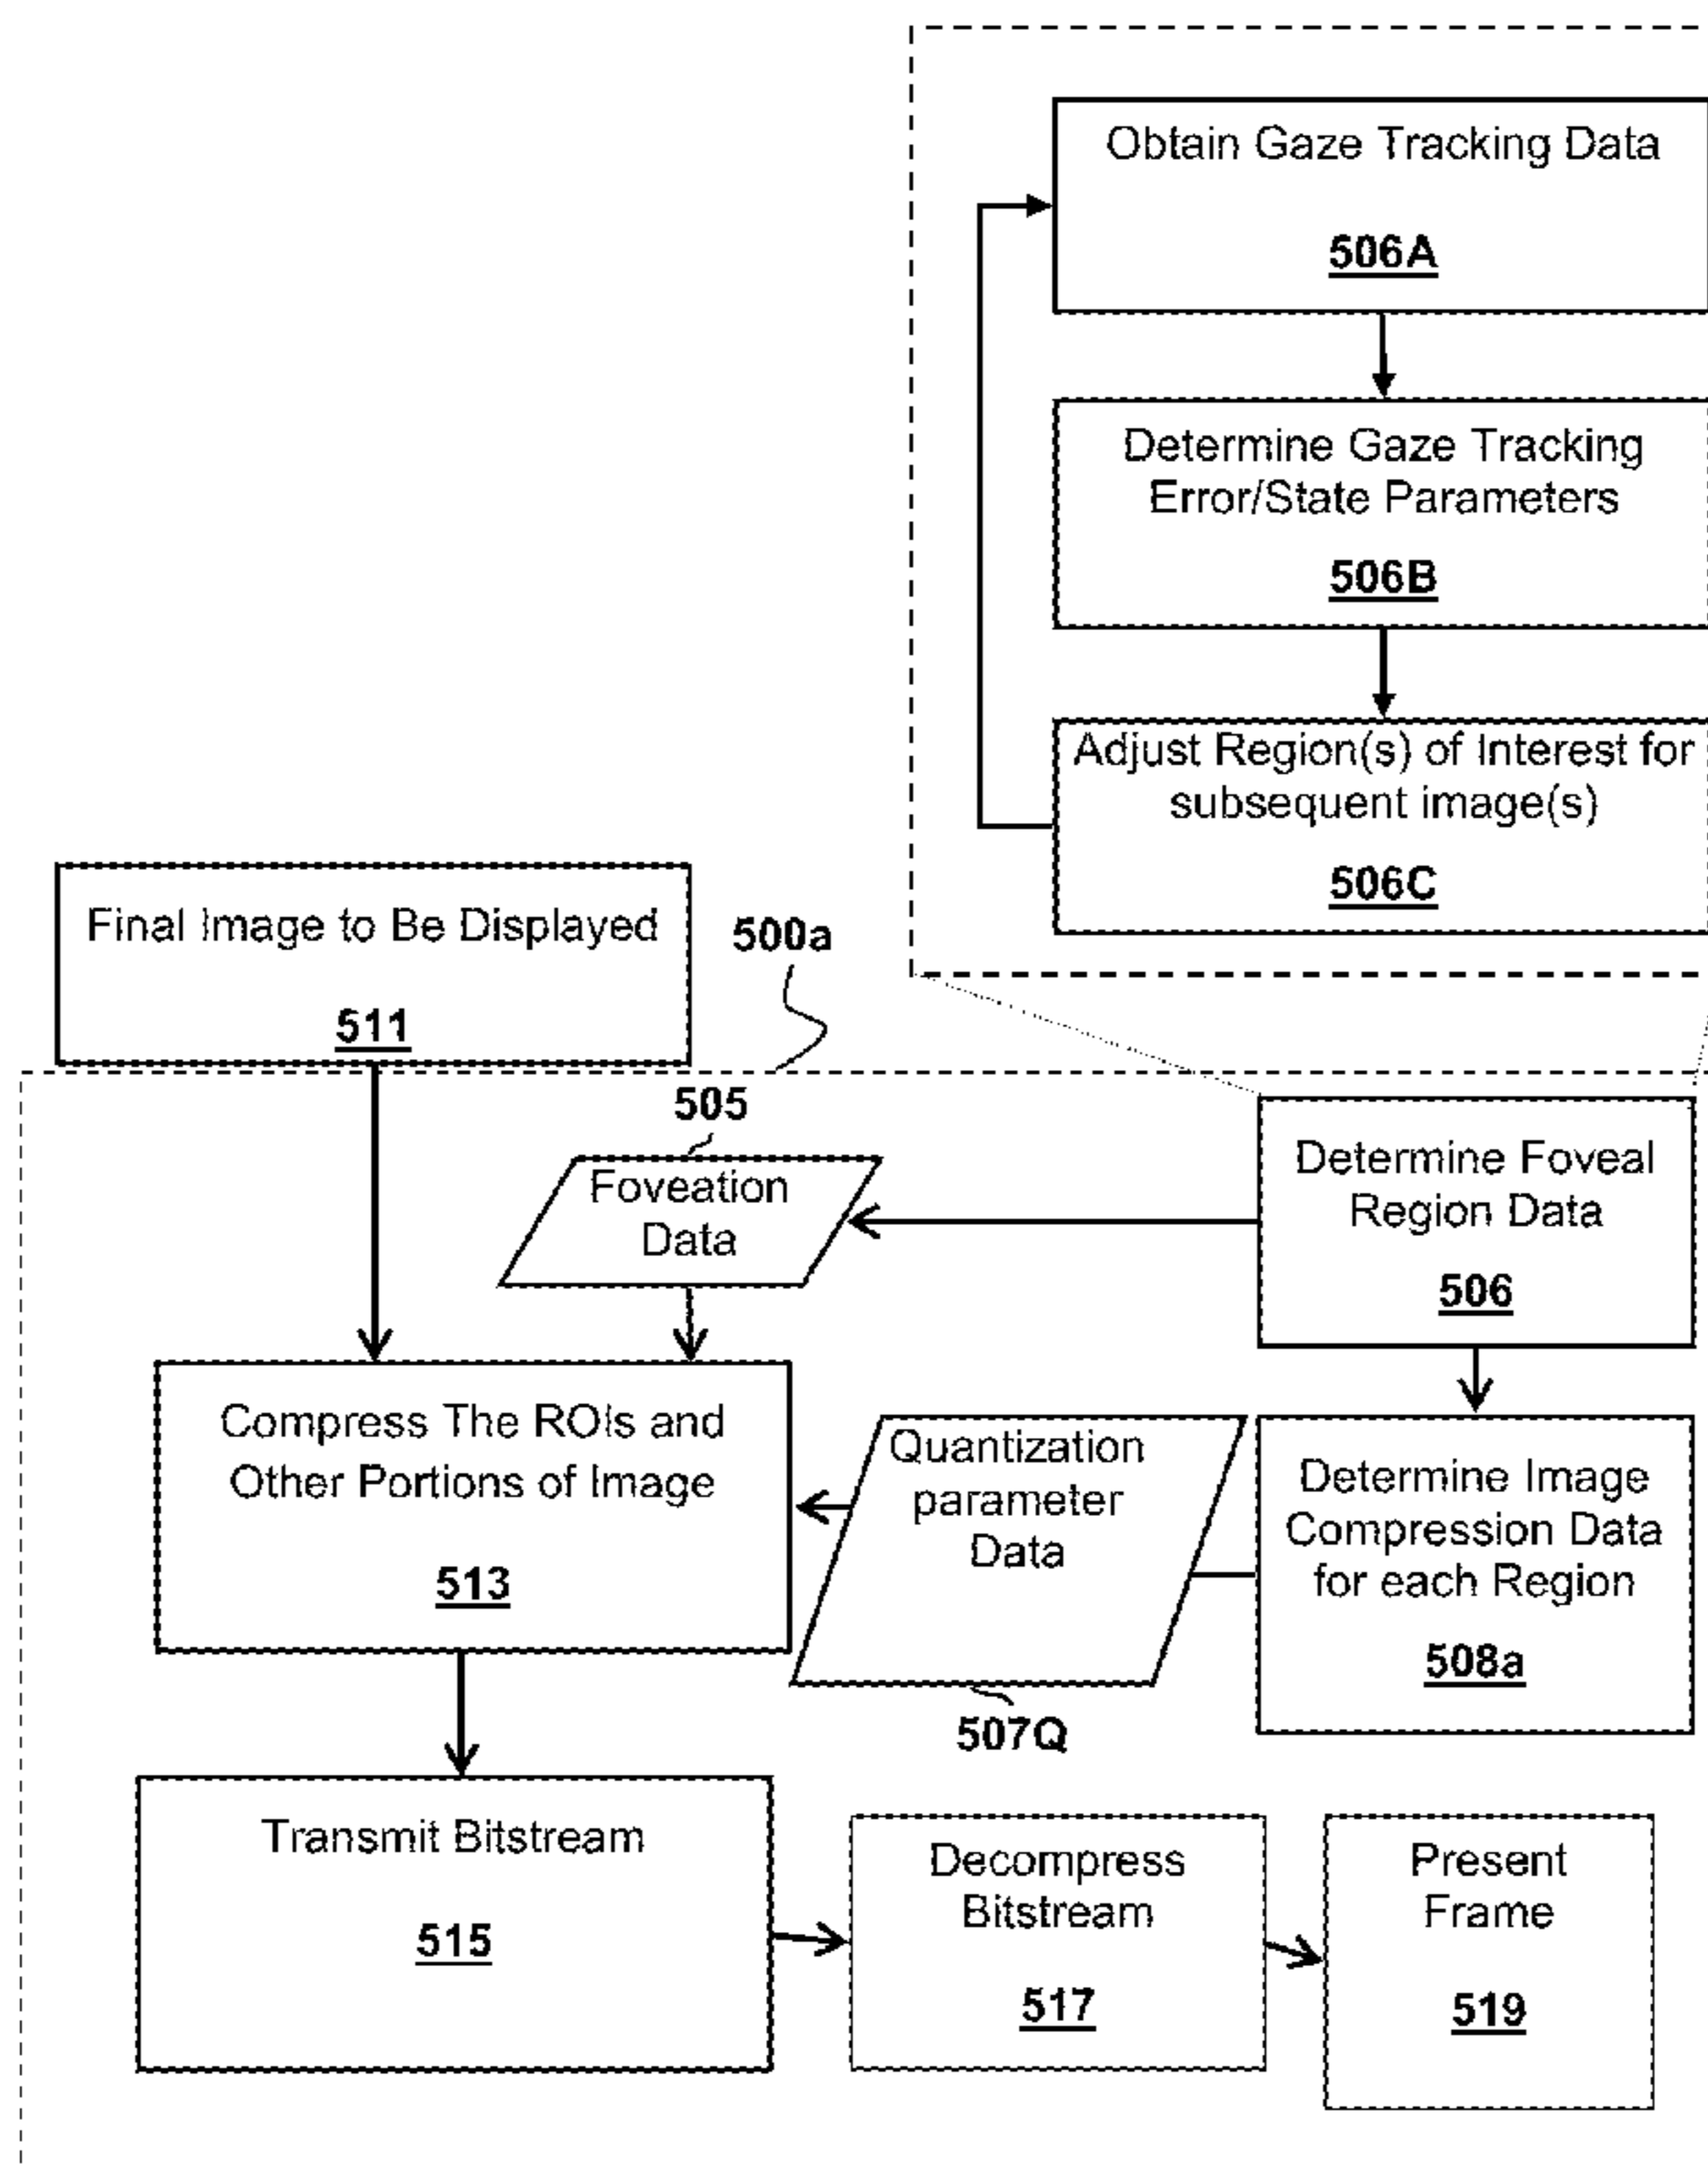 Obtain Gaze Tracking Data
506A
Determine Gaze Tracking
Error/State Parameters
506B
Adjust Region(s) of Interest for
subsequent image(s)
506C
Final Image to Be Displayed
511
500a
505
Foveation
Data
Determine Foveal
Region Data
506
Compress The ROIs and
Other Portions of Image
513
Quantization
parameter
Data
507Q
Determine Image
Compression Data
for each Region
508a
Transmit Bitstream
515
Decompress
Bitstream
517
Present
Frame
519